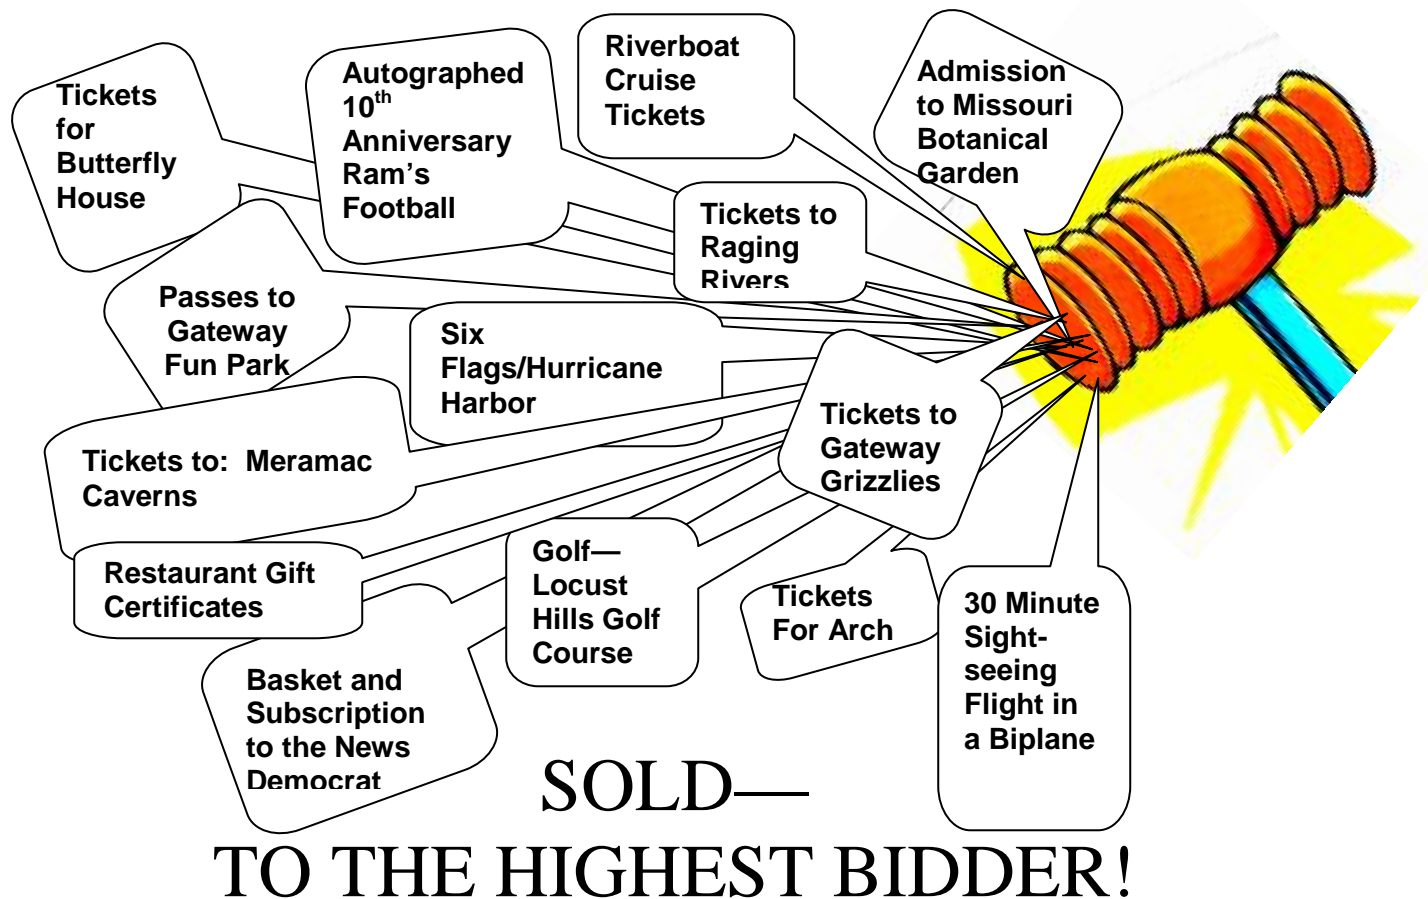 Tickets
for
Butterfly
House
Autographed
10th
Anniversary
Ram's
Football
Riverboat
Cruise
Tickets
Admission
to Missouri
Botanical
Garden
Tickets to
Raging
Rivers
Passes to
Gateway
Fun Park
Six
Flags/Hurricane
Harbor
Tickets to
Gateway
Grizzlies
Tickets to:  Meramac
Caverns
Restaurant Gift
Certificates
Golf—
Locust
Hills Golf
Course
Tickets
For Arch
30 Minute
Sight-
seeing
Flight in
a Biplane
Basket and
Subscription
to the News
Democrat
SOLD—
TO THE HIGHEST BIDDER!